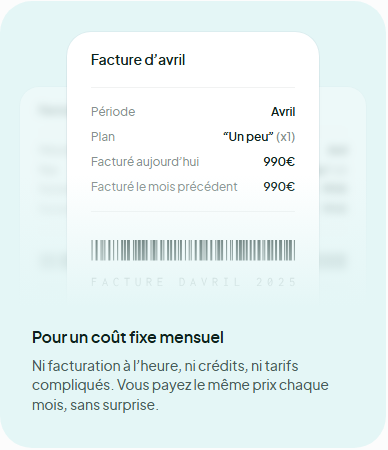 Facture d’avril
Période Avril
Plan “Un peu” (x1)
Facturé aujourd’hui 990€
Facturé le mois précédent 990€
FACTURE DAVRIL 2025
Pour un coût fixe mensuel
Ni facturation à l’heure, ni crédits, ni tarifs
compliqués. Vous payez le même prix chaque
mois, sans surprise.